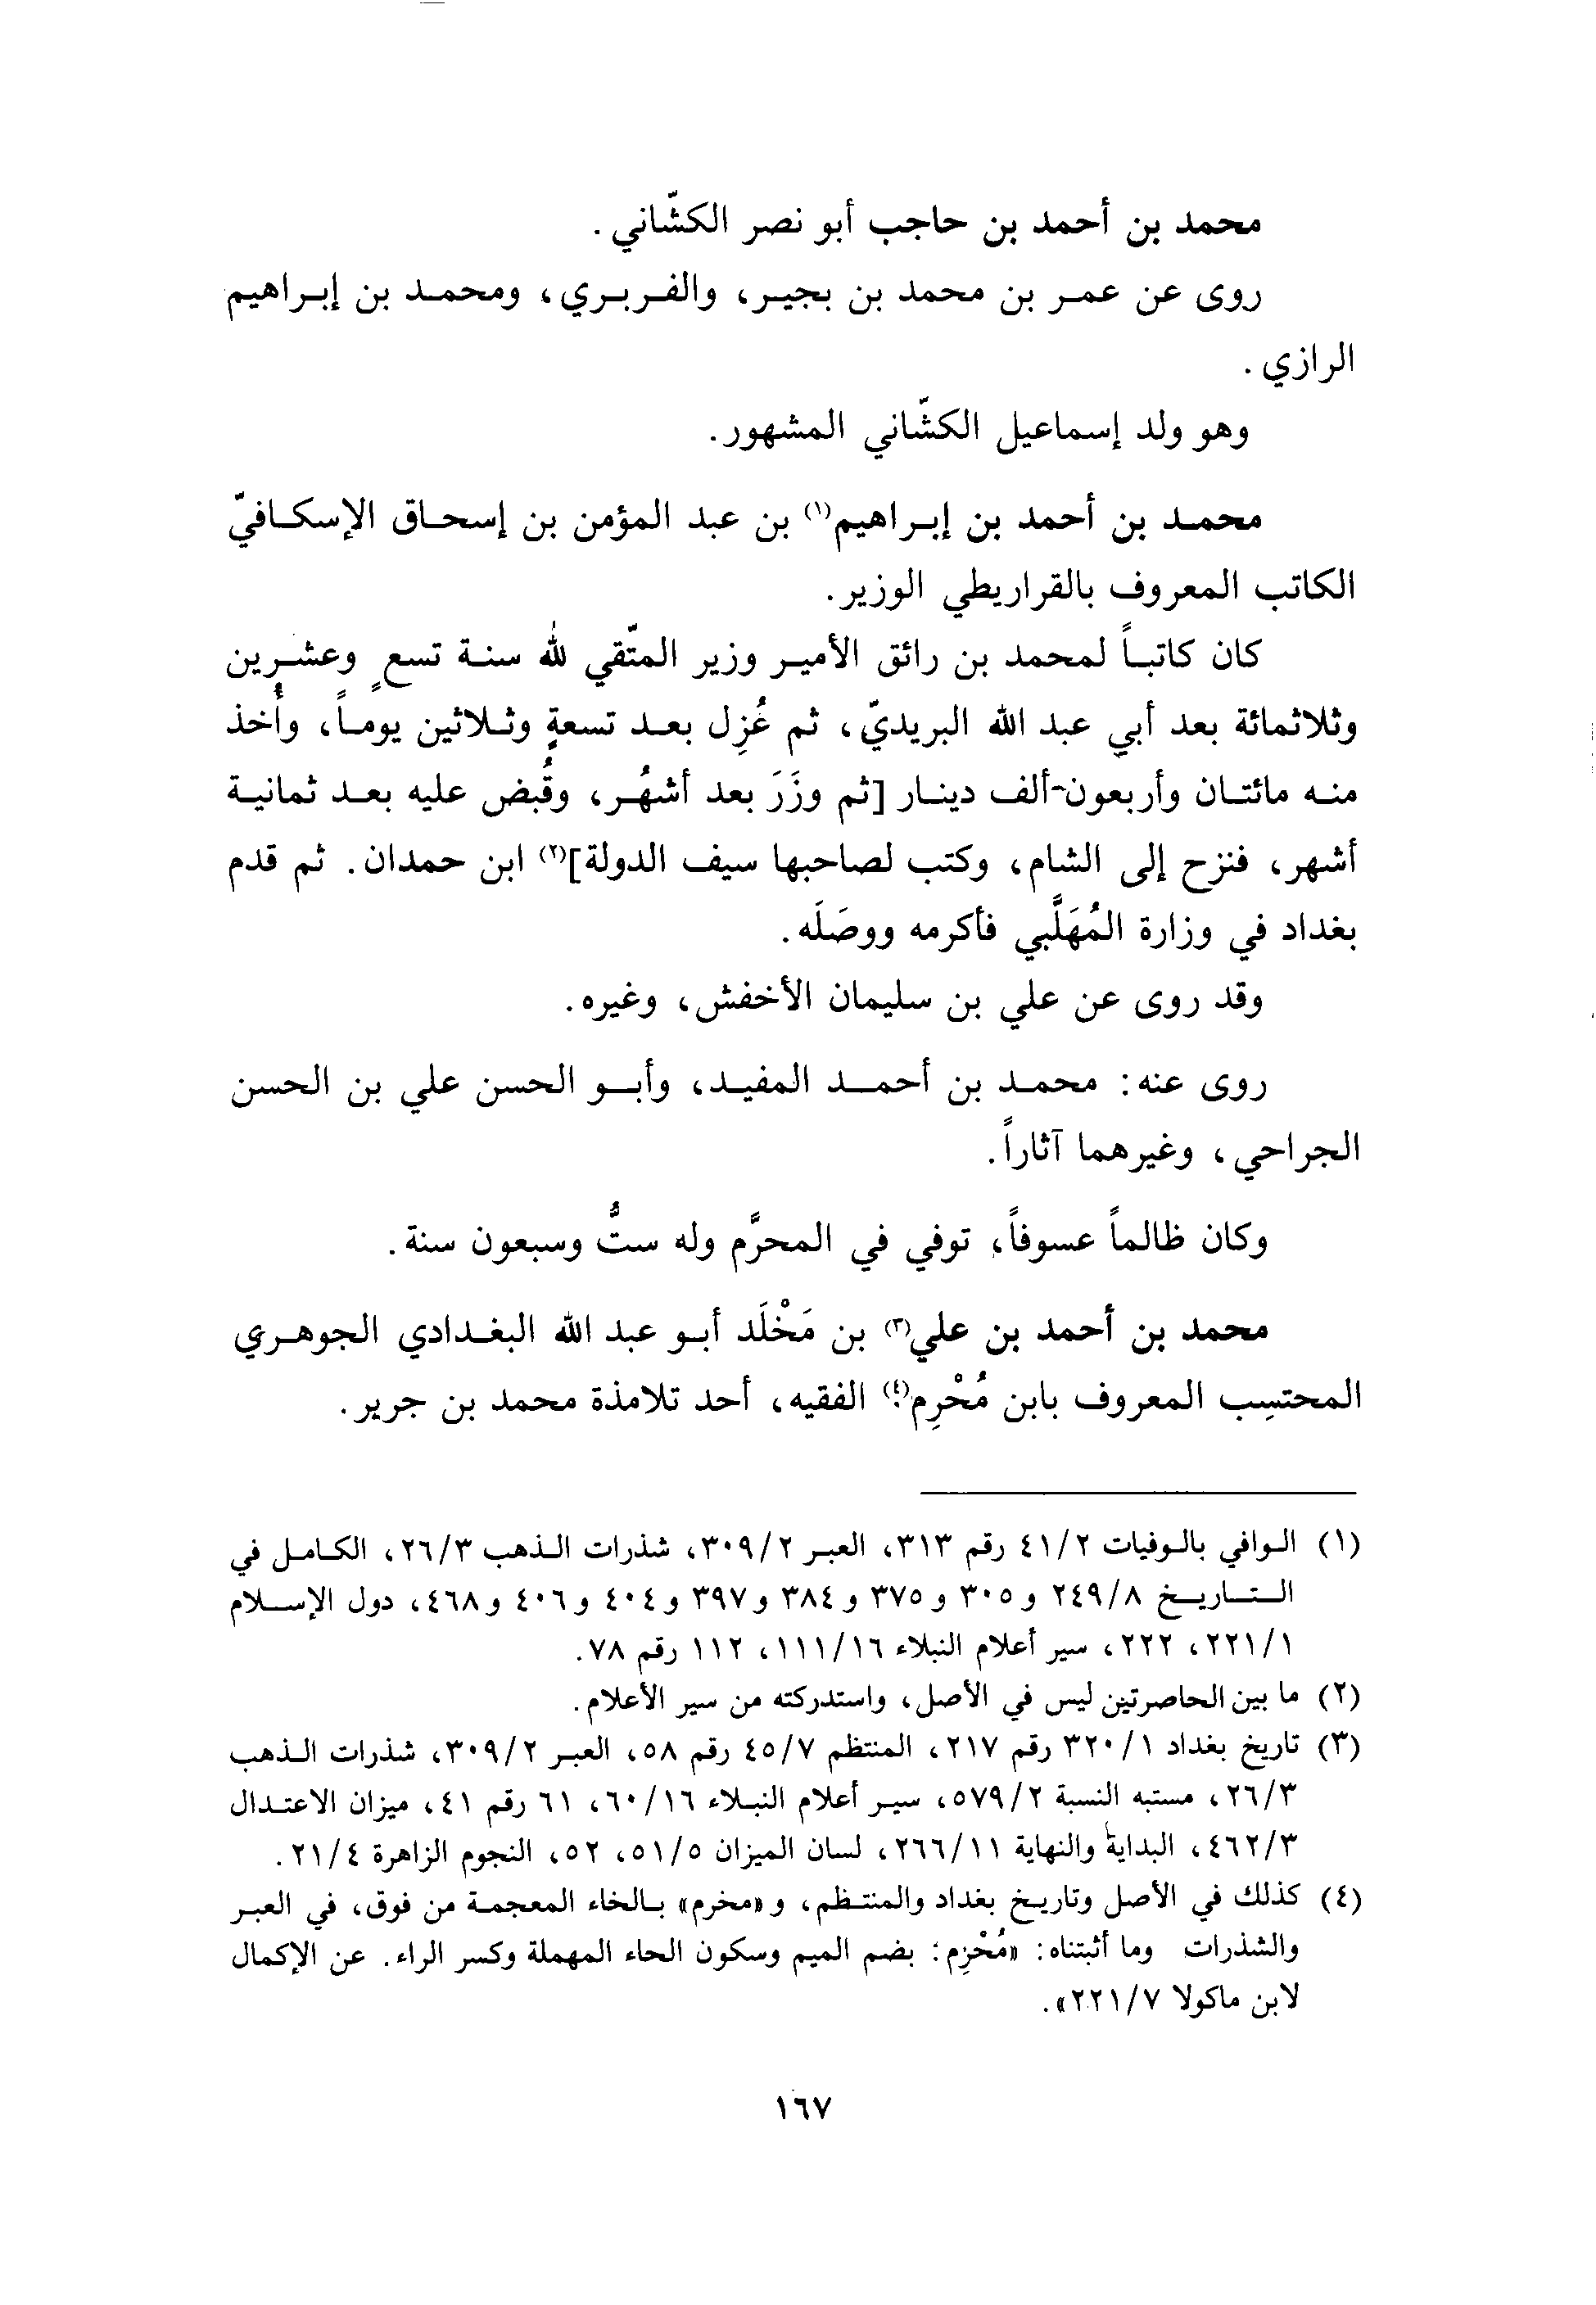 محمد بن أحمد بن حاجب أبو نصر الكشّاني.
روى عن عمر بن محمد بن بجير، والفربري، ومحمد بن إبراهيم
الرازي.
وهو ولد إسماعيل الكشّاني المشهور.
محمد بن أحمد بن إبراهيم(١) بن عبد المؤمن بن إسحاق الإسكافيّ
الكاتب المعروف بالقراريطي الوزير.
كان كاتباً لمحمد بن رائق الأمير وزير المتّقي لله سنة تسعٍ وعشرين
وثلاثمائة بعد أبي عبد الله البريديّ، ثم عُزِل بعد تسعةٍ وثلاثين يوماً، وأُخذ
منه مائتان وأربعون ألف دينار [ثم وزَرَ بعد أشهُر، وقُبض عليه بعد ثمانية
أشهر، فنزح إلى الشام، وكتب لصاحبها سيف الدولة](٢) ابن حمدان. ثم قدم
بغداد في وزارة المُهَلَّبي فأكرمه ووصَلَه.
وقد روى عن علي بن سليمان الأخفش، وغيره.
روى عنه: محمد بن أحمد المفيد، وأبو الحسن علي بن الحسن
الجراحي، وغيرهما آثاراً.
وكان ظالماً عسوفاً، توفي في المحرَّم وله ستٌّ وسبعون سنة.
محمد بن أحمد بن علي(٣) بن مَخْلَد أبو عبد الله البغدادي الجوهري
المحتسِب المعروف بابن مُحْرِم(٤) الفقيه، أحد تلامذة محمد بن جرير.
(١) الوافي بالوفيات ٤١/٢ رقم ٣١٣، العبر ٣٠٩/٢، شذرات الذهب ٢٦/٣، الكامل في
التاريخ ٢٤٩/٨ و٣٠٥ و٣٧٥ و٣٨٤ و٣٩٧ و٤٠٤ و٤٠٦ و٤٦٨، دول الإسلام
٢٢١/١، ٢٢٢، سير أعلام النبلاء ١١١/١٦، ١١٢ رقم ٧٨.
(٢) ما بين الحاصرتين ليس في الأصل، واستدركته من سير الأعلام.
(٣) تاريخ بغداد ٣٢٠/١ رقم ٢١٧، المنتظم ٤٥/٧ رقم ٥٨، العبر ٣٠٩/٢، شذرات الذهب
٢٦/٣، مستبه النسبة ٥٧٩/٢، سير أعلام النبلاء ٦٠/١٦، ٦١ رقم ٤١، ميزان الاعتدال
٤٦٢/٣، البداية والنهاية ٢٦٦/١١، لسان الميزان ٥١/٥، ٥٢، النجوم الزاهرة ٢١/٤.
(٤) كذلك في الأصل وتاريخ بغداد والمنتظم، و«مخرم» بالخاء المعجمة من فوق، في العبر
والشذرات وما أثبتناه: «مُحْرِم: بضم الميم وسكون الحاء المهملة وكسر الراء. عن الإكمال
لابن ماكولا ٢٢١/٧».
١٦٧